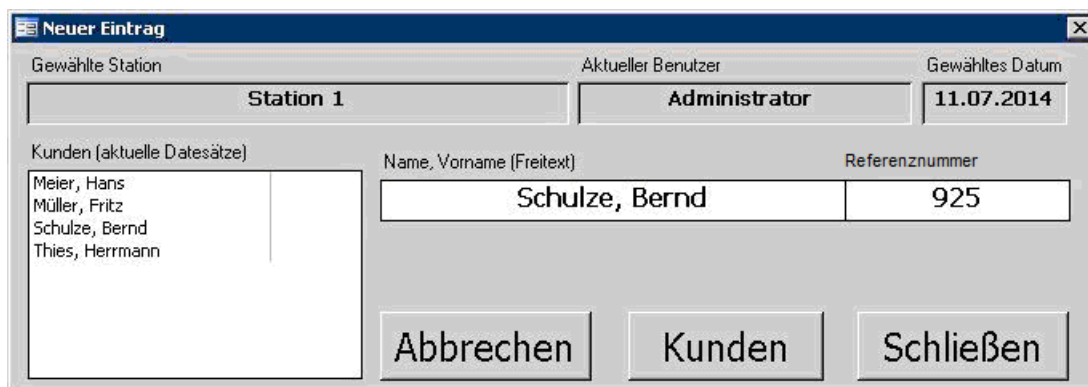 Neuer Eintrag
Gewählte Station
Aktueller Benutzer
Gewähltes Datum
Station 1
Administrator
11.07.2014
Kunden (aktuelle Datesätze)
Name, Vorname (Freitext)
Referenznummer
Meier, Hans
Müller, Fritz
Schulze, Bernd
Thies, Herrmann
Schulze, Bernd
925
Abbrechen
Kunden
Schließen